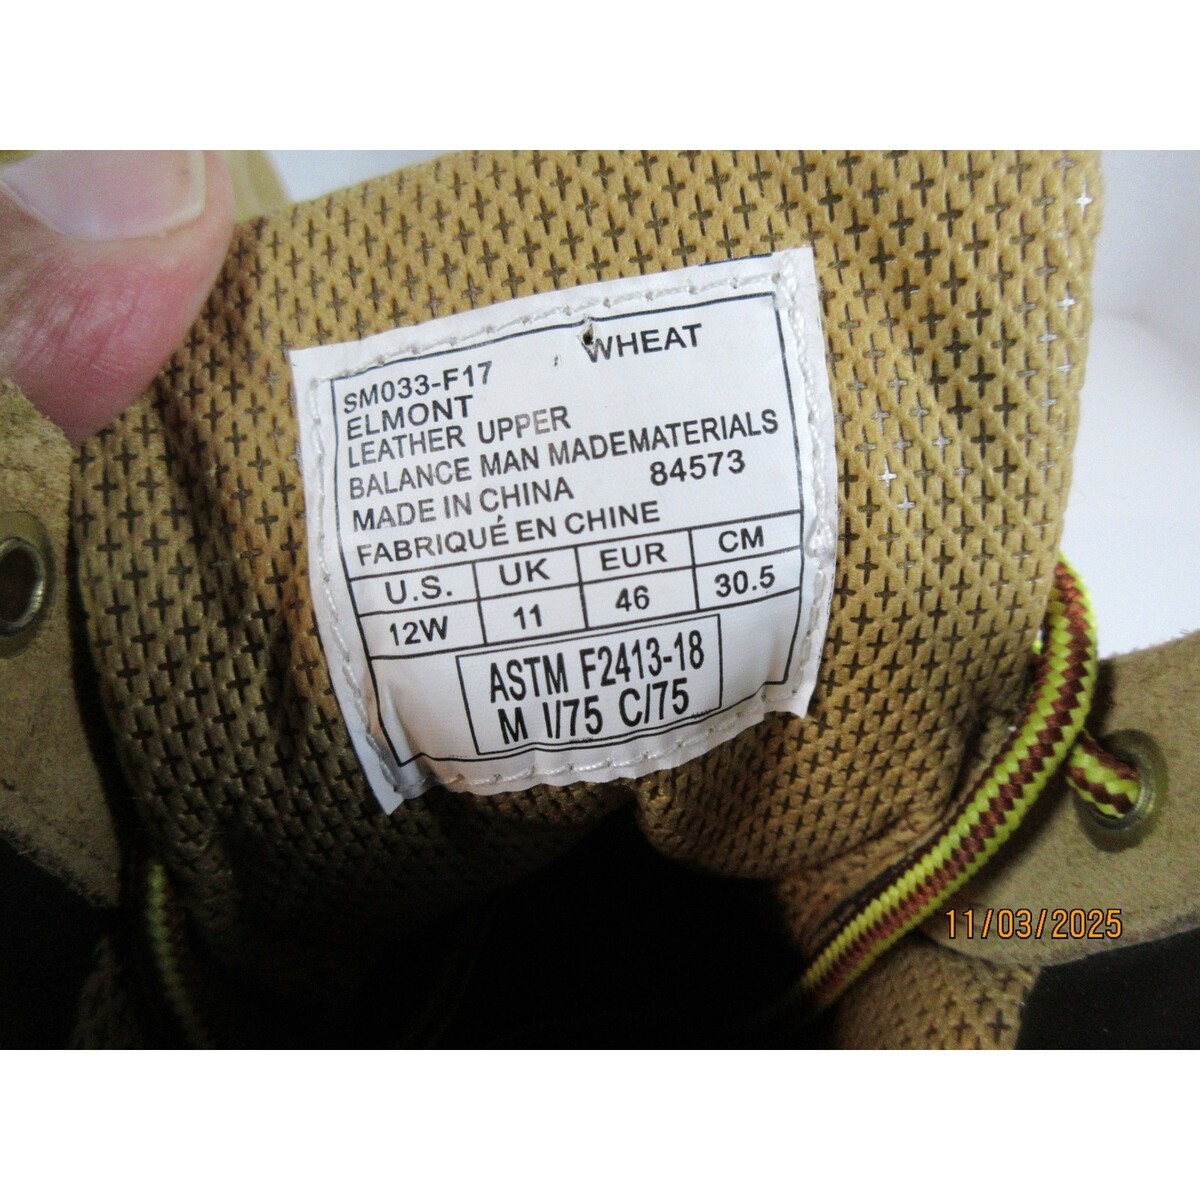 WHEAT
SM033-F17
ELMONT
LEATHER UPPER
BALANCE MAN MADEMATERIALS
MADE IN CHINA 84573
FABRIQUÉ EN CHINE
U.S. UK EUR CM
12W 11 46 30.5
ASTM F2413-18
M I/75 C/75
11/03/2025